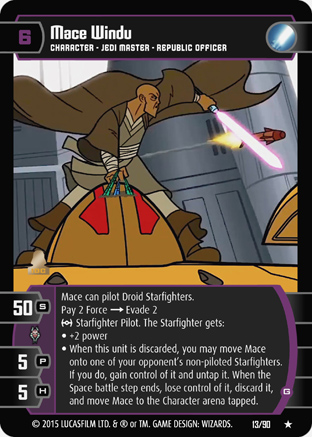 6
Mace Windu
CHARACTER · JEDI MASTER · REPUBLIC OFFICER
50 S
5 P
5 H
Mace can pilot Droid Starfighters.
Pay 2 Force → Evade 2
Starfighter Pilot. The Starfighter gets:
• +2 power
• When this unit is discarded, you may move Mace
onto one of your opponent's non-piloted Starfighters.
If you do, gain control of it and untap it. When the
Space battle step ends, lose control of it, discard it,
and move Mace to the Character arena tapped.
G
© 2015 LUCASFILM LTD. & ® or TM. GAME DESIGN: WIZARDS.
13/90